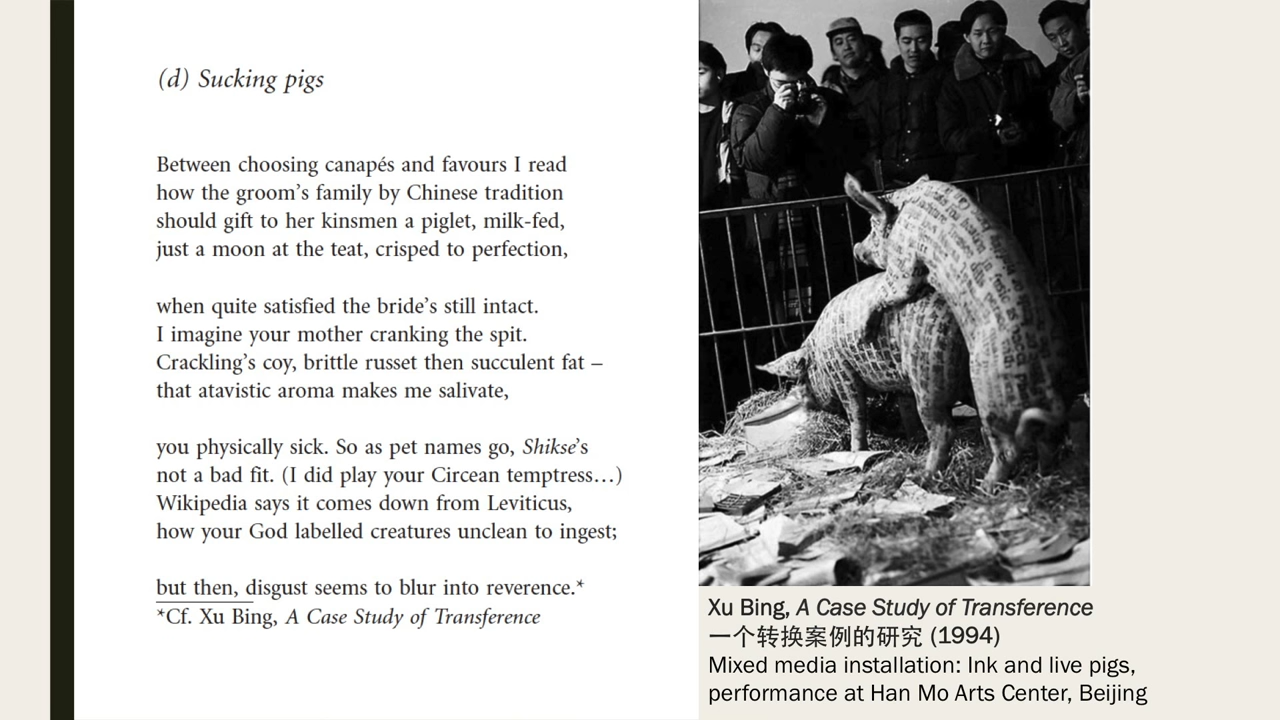 (d) Sucking pigs
Between choosing canapés and favours I read
how the groom's family by Chinese tradition
should gift to her kinsmen a piglet, milk-fed,
just a moon at the teat, crisped to perfection,
when quite satisfied the bride's still intact.
I imagine your mother cranking the spit.
Crackling's coy, brittle russet then succulent fat –
that atavistic aroma makes me salivate,
you physically sick. So as pet names go, Shikse's
not a bad fit. (I did play your Circean temptress…)
Wikipedia says it comes down from Leviticus,
how your God labelled creatures unclean to ingest;
but then, disgust seems to blur into reverence.*
*Cf. Xu Bing, A Case Study of Transference
Xu Bing, A Case Study of Transference
一个转换案例的研究 (1994)
Mixed media installation: Ink and live pigs,
performance at Han Mo Arts Center, Beijing